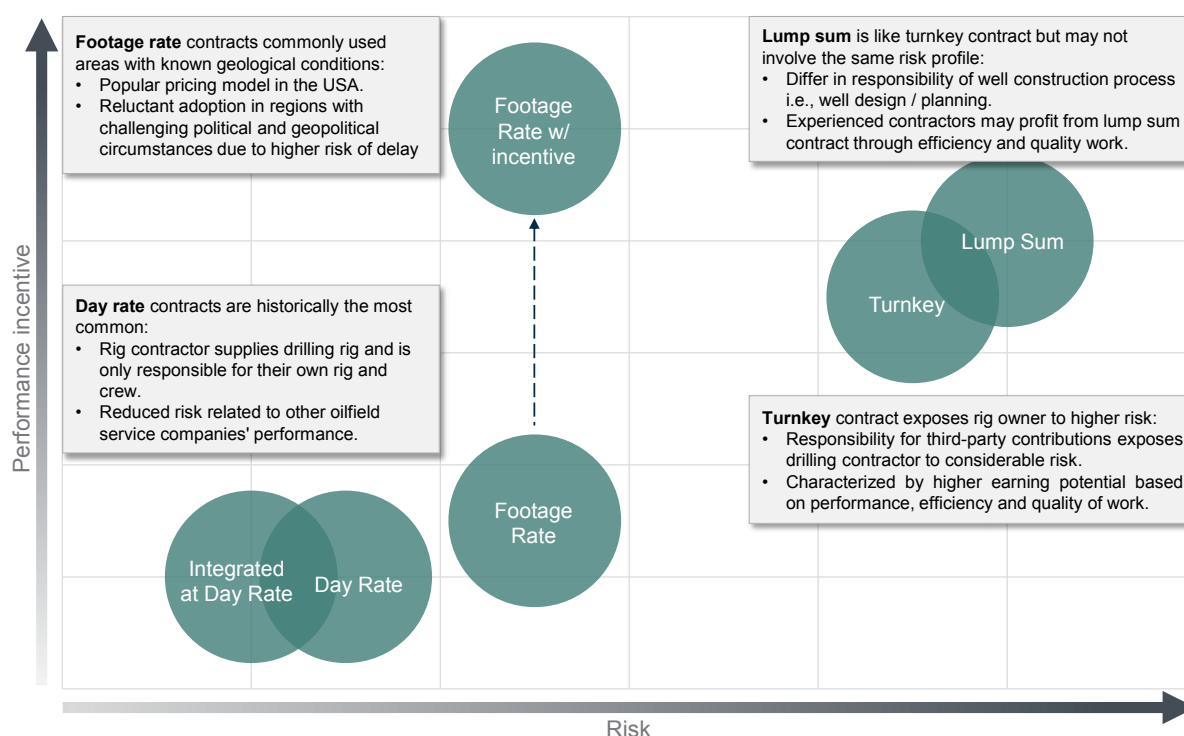 Footage rate contracts commonly used
areas with known geological conditions:
• Popular pricing model in the USA.
• Reluctant adoption in regions with
challenging political and geopolitical
circumstances due to higher risk of delay
Footage
Rate w/
incentive
Lump sum is like turnkey contract but may not
involve the same risk profile:
• Differ in responsibility of well construction process
i.e., well design / planning.
• Experienced contractors may profit from lump sum
contract through efficiency and quality work.
Lump Sum
Turnkey
Performance incentive
Day rate contracts are historically the most
common:
• Rig contractor supplies drilling rig and is
only responsible for their own rig and
crew.
• Reduced risk related to other oilfield
service companies' performance.
Turnkey contract exposes rig owner to higher risk:
• Responsibility for third-party contributions exposes
drilling contractor to considerable risk.
• Characterized by higher earning potential based
on performance, efficiency and quality of work.
Footage
Rate
Integrated
at Day Rate
Day Rate
Risk